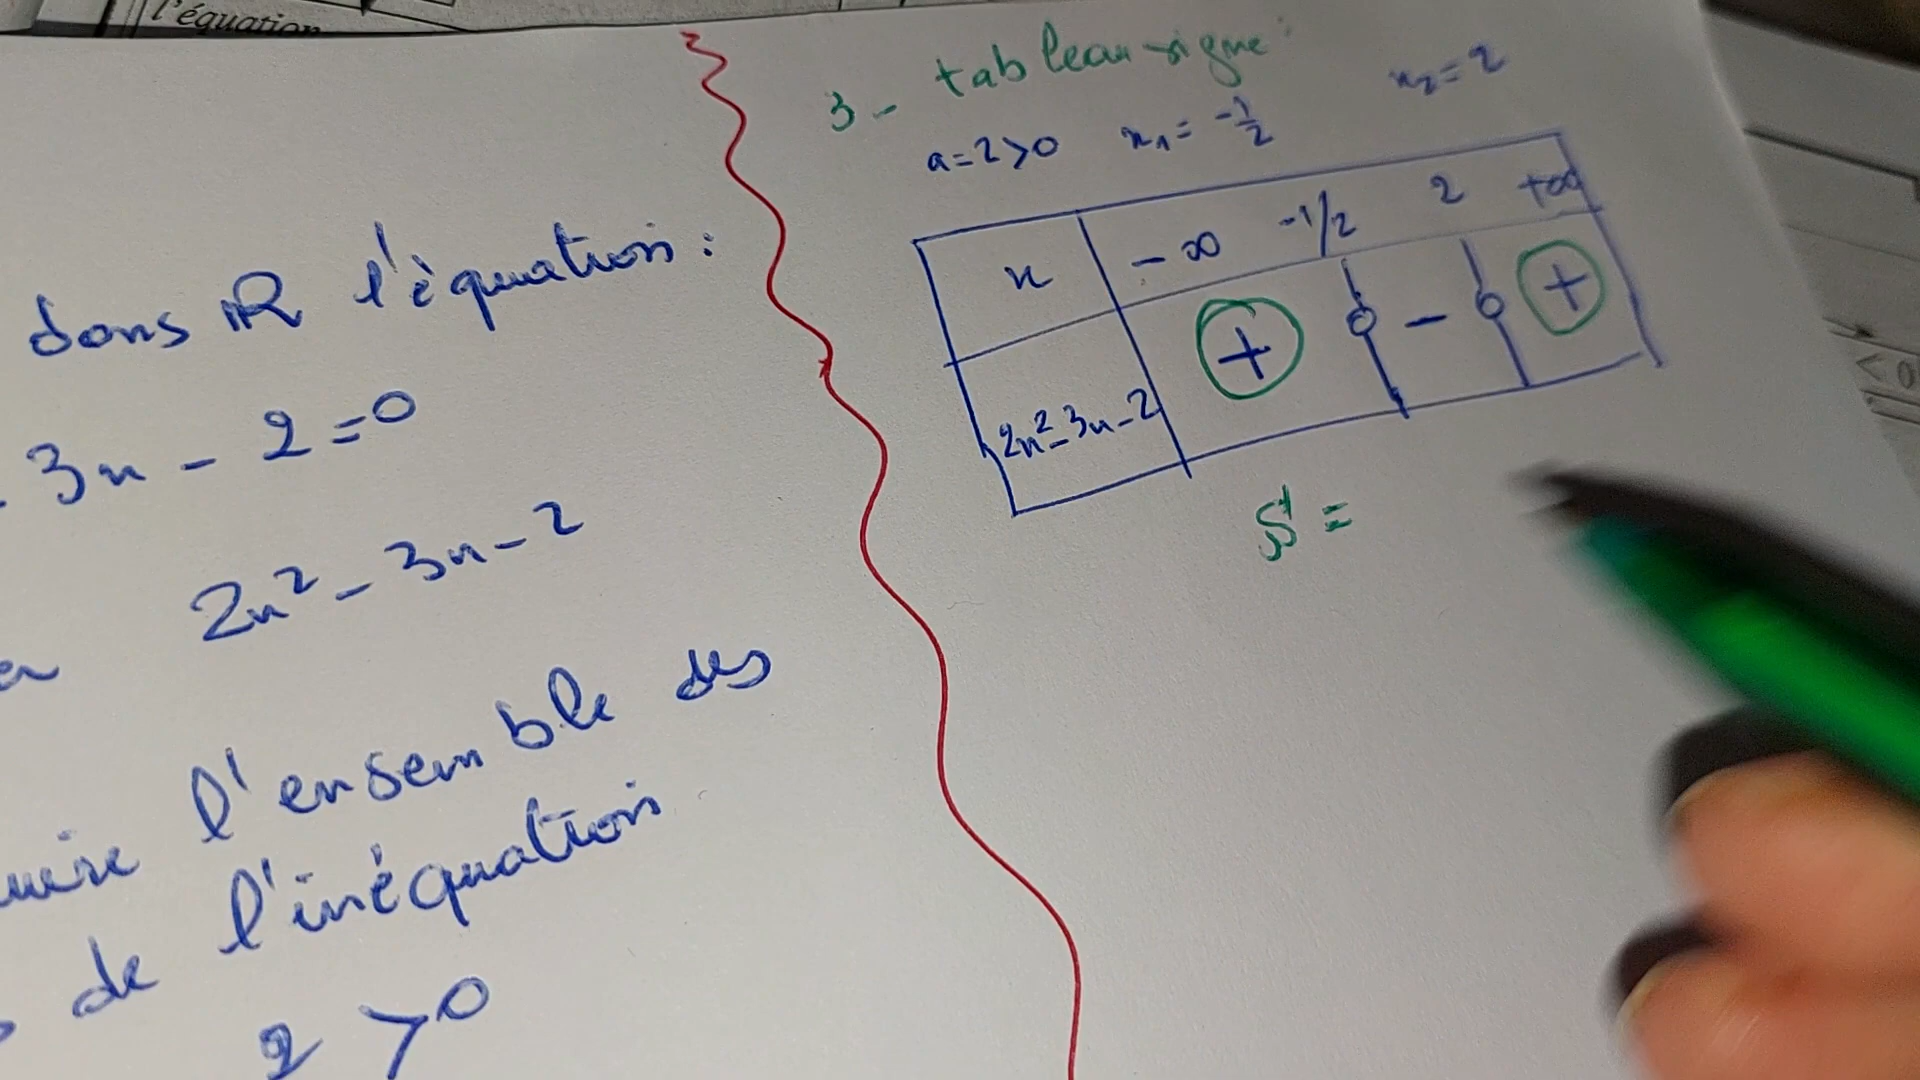 l'équation
dans ℝ l'èquation :
- 3x - 2 = 0
2x² - 3x - 2
l'ensemble des
de l'inéquation
2 > 0
3 - tableau signe :
a = 2 > 0 x₁ = -1/2 x₂ = 2
x -∞ -1/2 2 +∞
2x² - 3x - 2 + 0 - 0 +
S =